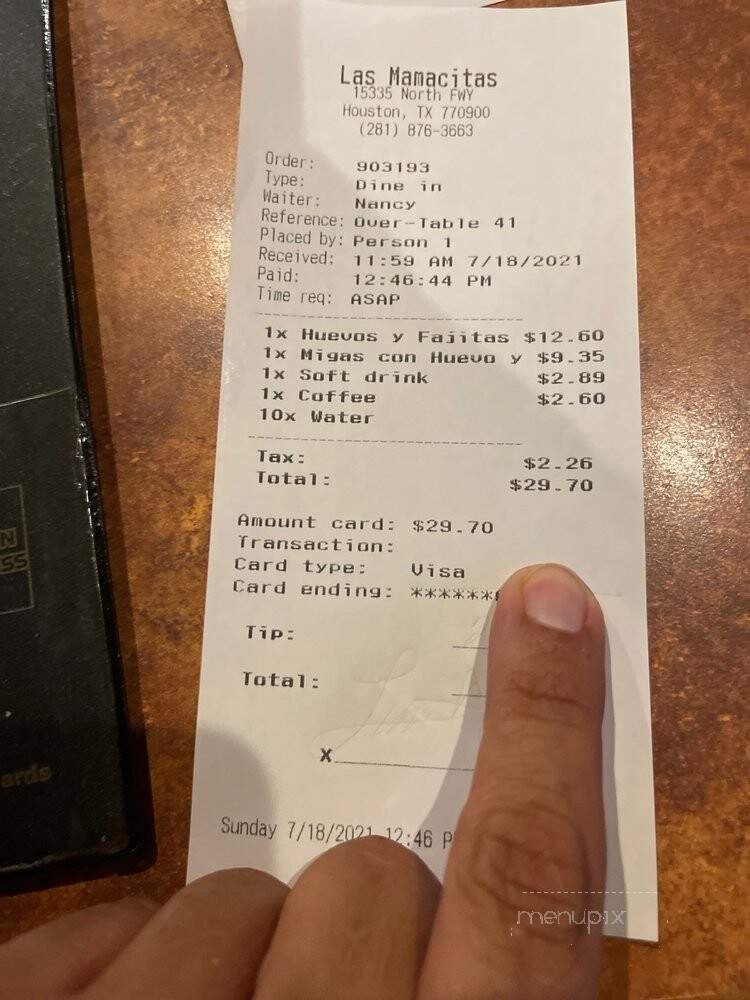 Las Mamacitas
15335 North FWY
Houston, TX 770900
(281) 876-3663
Order: 903193
Type: Dine in
Waiter: Nancy
Reference: Over-Table 41
Placed by: Person 1
Received: 11:59 AM 7/18/2021
Paid: 12:46:44 PM
Time req: ASAP
1x Huevos y Fajitas $12.60
1x Migas con Huevo y $9.35
1x Soft drink $2.89
1x Coffee $2.60
10x Water
Tax: $2.26
Total: $29.70
Amount card: $29.70
Transaction:
Card type: Visa
Card ending: ******
Tip:
Total:
X
Sunday 7/18/2021 12:46 P
N
SS
ards
menupix